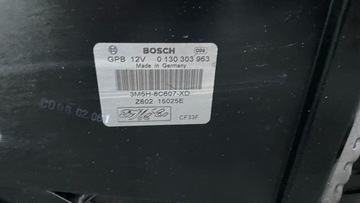 BOSCH
GPB 12V 0 130 303 963
Made in Germany
3M5H-8C607-XD
Z602 15025E
CF33F